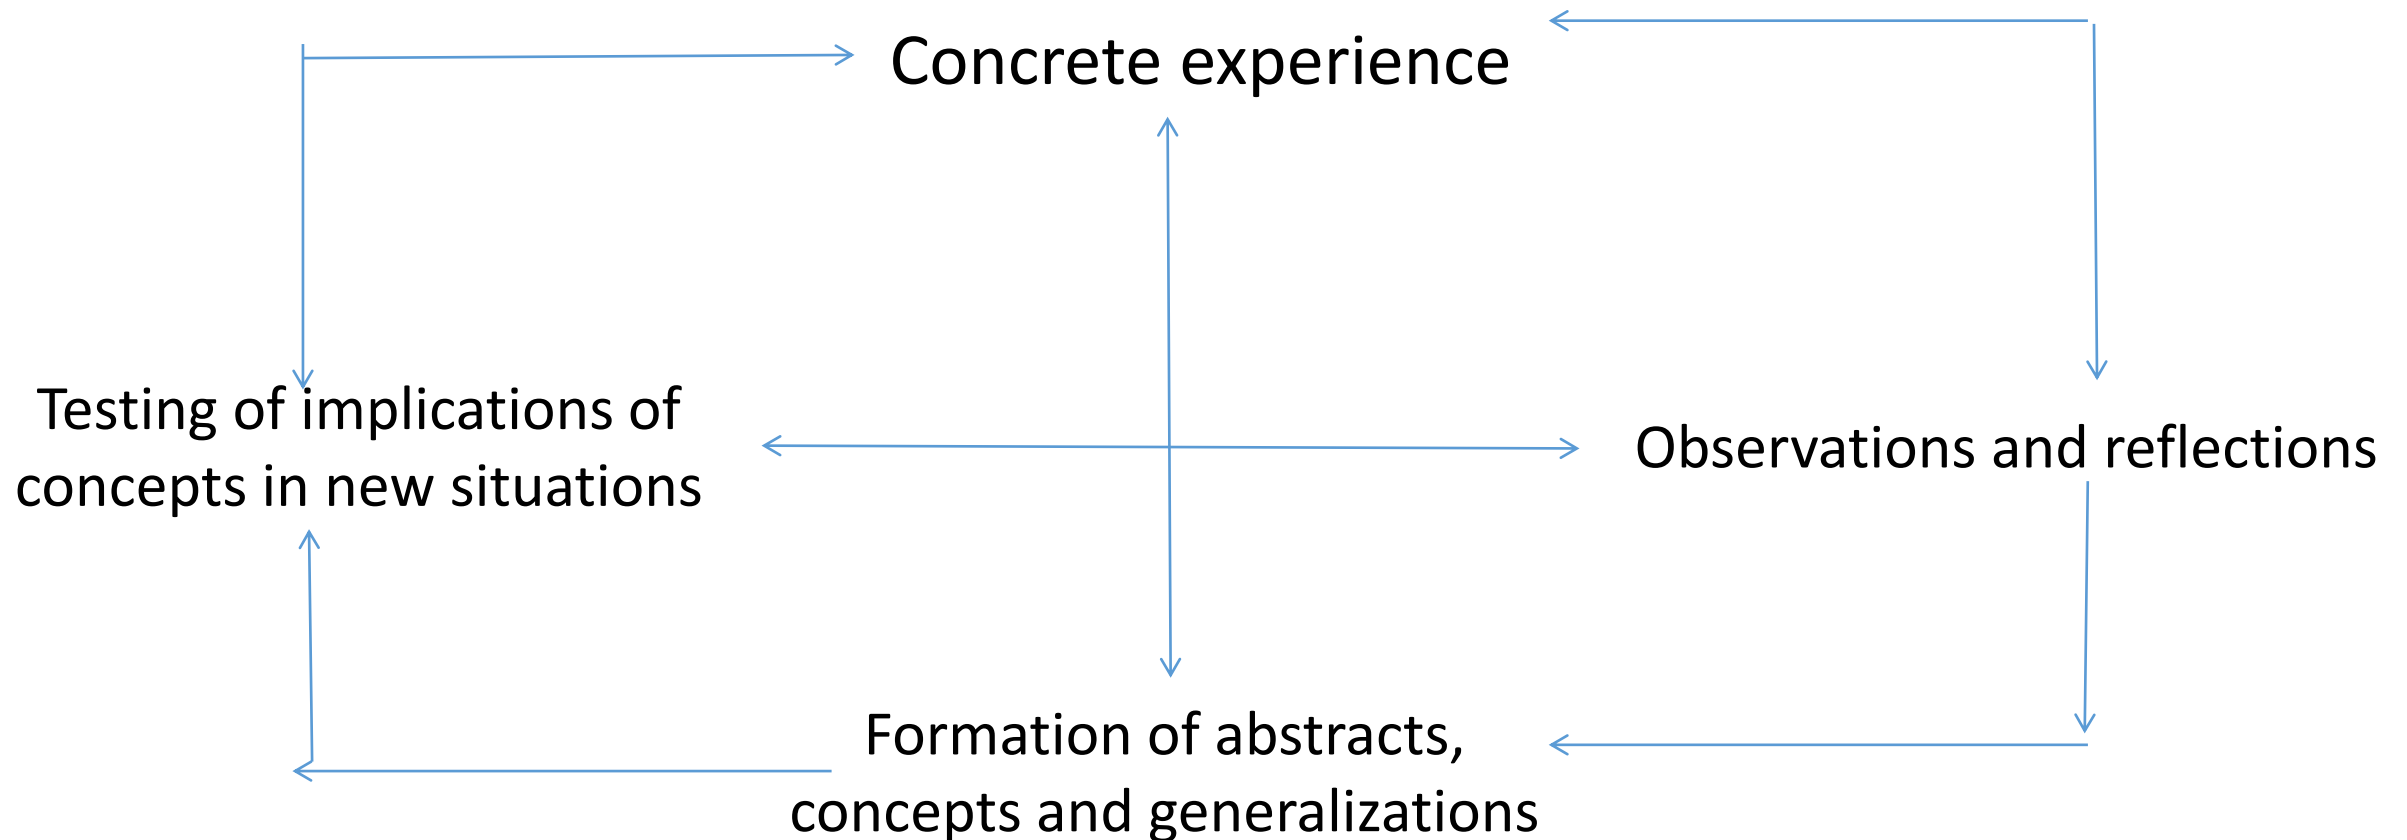 Concrete experience
Testing of implications of
concepts in new situations
Observations and reflections
Formation of abstracts,
concepts and generalizations